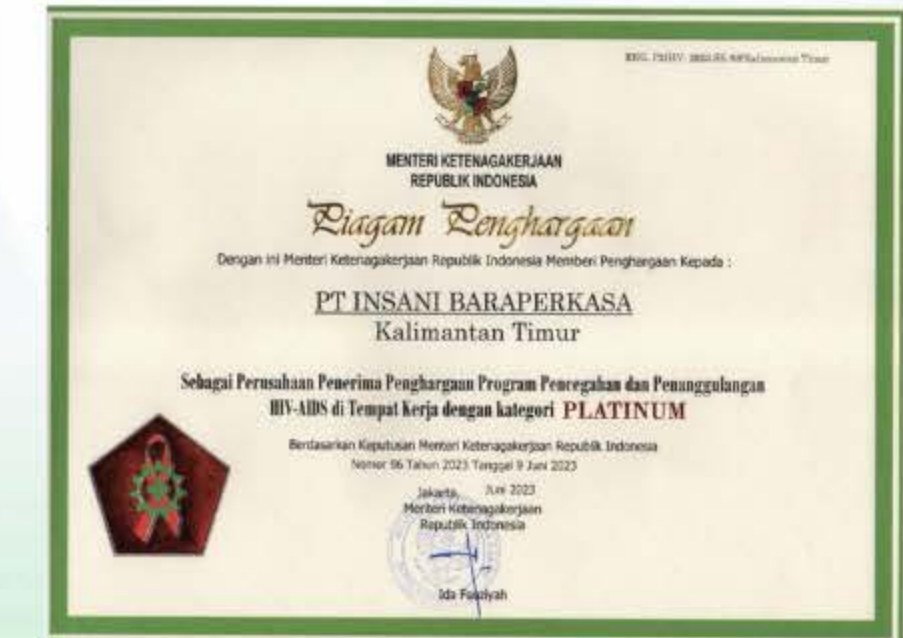 MENTERI KETENAGAKERJAAN
REPUBLIK INDONESIA
Piagam Penghargaan
Dengan ini Menteri Ketenagakerjaan Republik Indonesia Memberi Penghargaan Kepada :
PT INSANI BARAPERKASA
Kalimantan Timur
Sebagai Perusahaan Penerima Penghargaan Program Pencegahan dan Penanggulangan
HIV-AIDS di Tempat Kerja dengan kategori PLATINUM
Berdasarkan Keputusan Menteri Ketenagakerjaan Republik Indonesia
Nomor 96 Tahun 2023 Tanggal 9 Juni 2023
Jakarta, Juni 2023
Menteri Ketenagakerjaan
Republik Indonesia
Ida Fauziyah